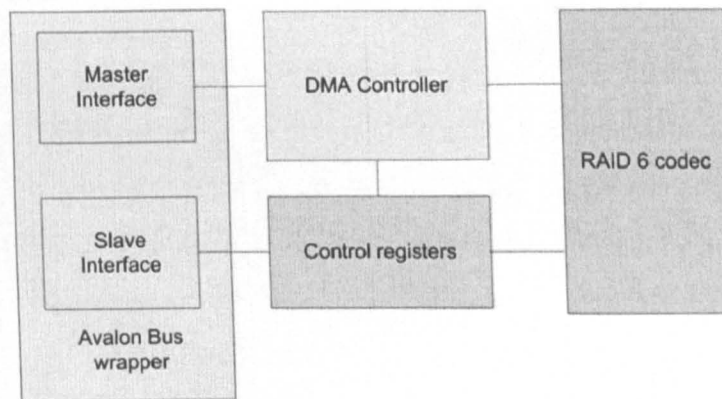 Master
Interface
DMA Controller
RAID 6 codec
Slave
Interface
Control registers
Avalon Bus
wrapper